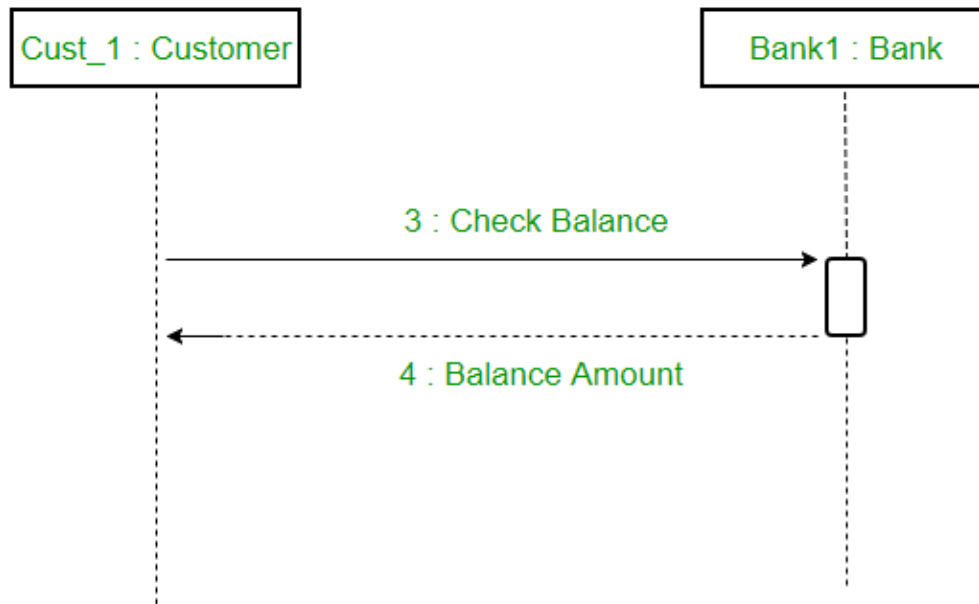 Cust_1 : Customer
Bank1 : Bank
3 : Check Balance
4 : Balance Amount